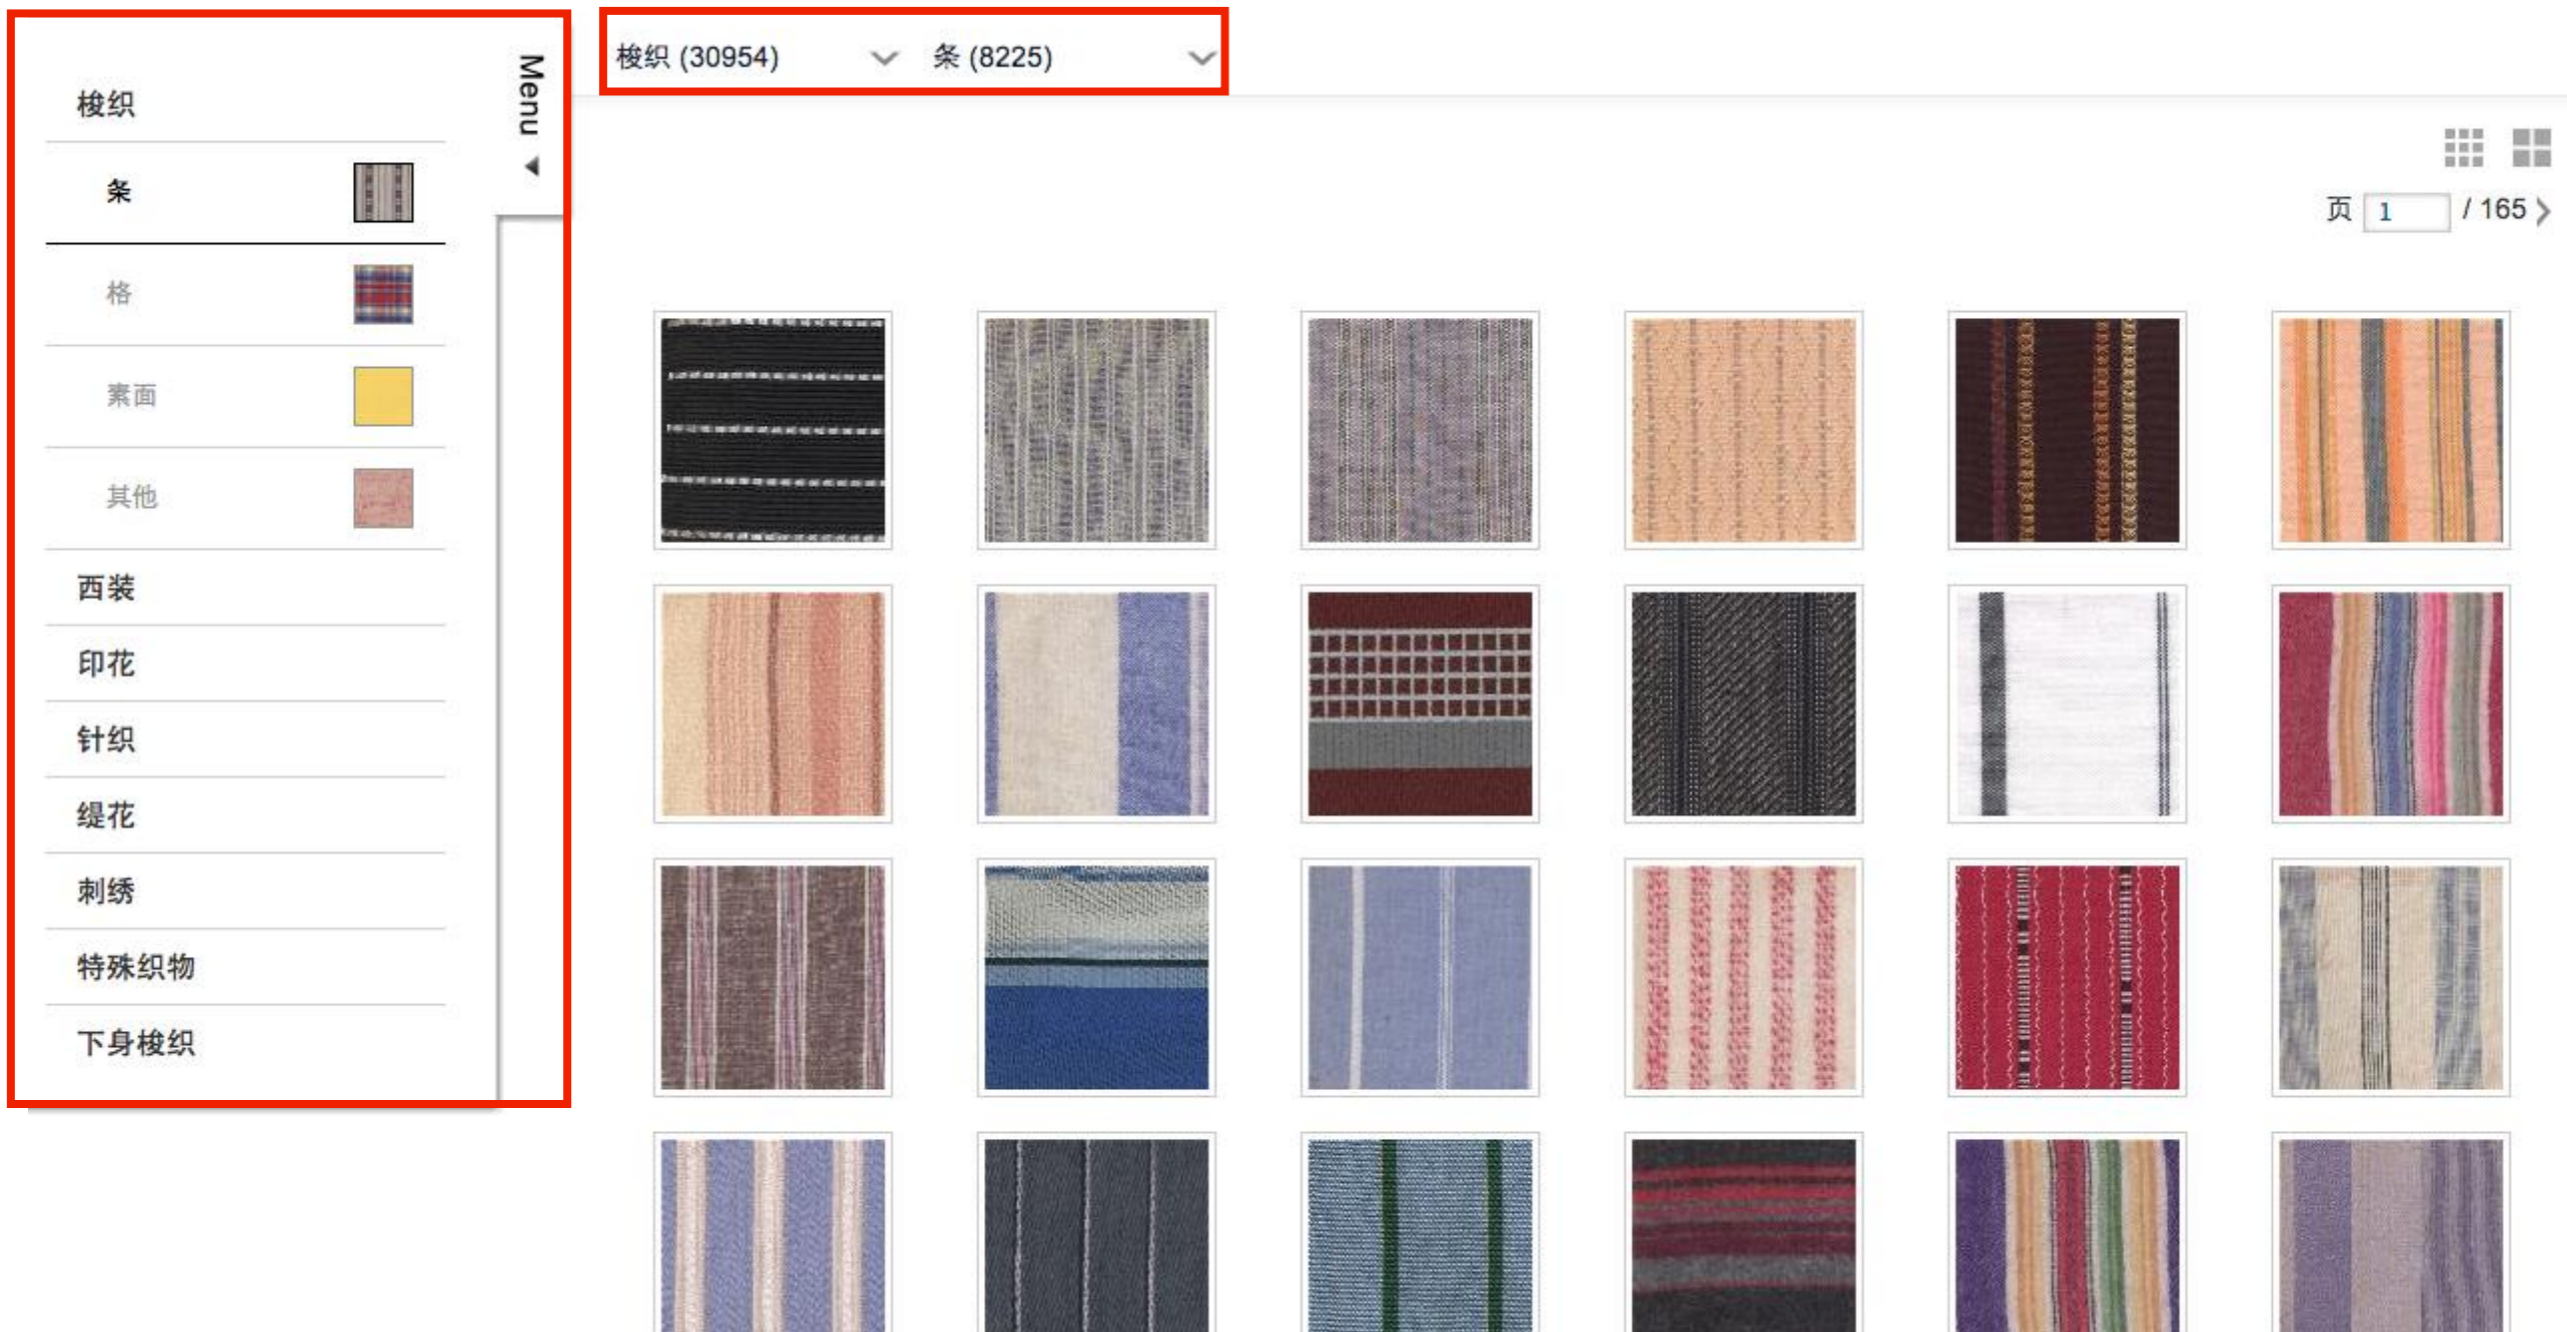 梭织
条
格
素面
其他
西装
印花
针织
缇花
刺绣
特殊织物
下身梭织
Menu
梭织 (30954)
条 (8225)
页 1 / 165